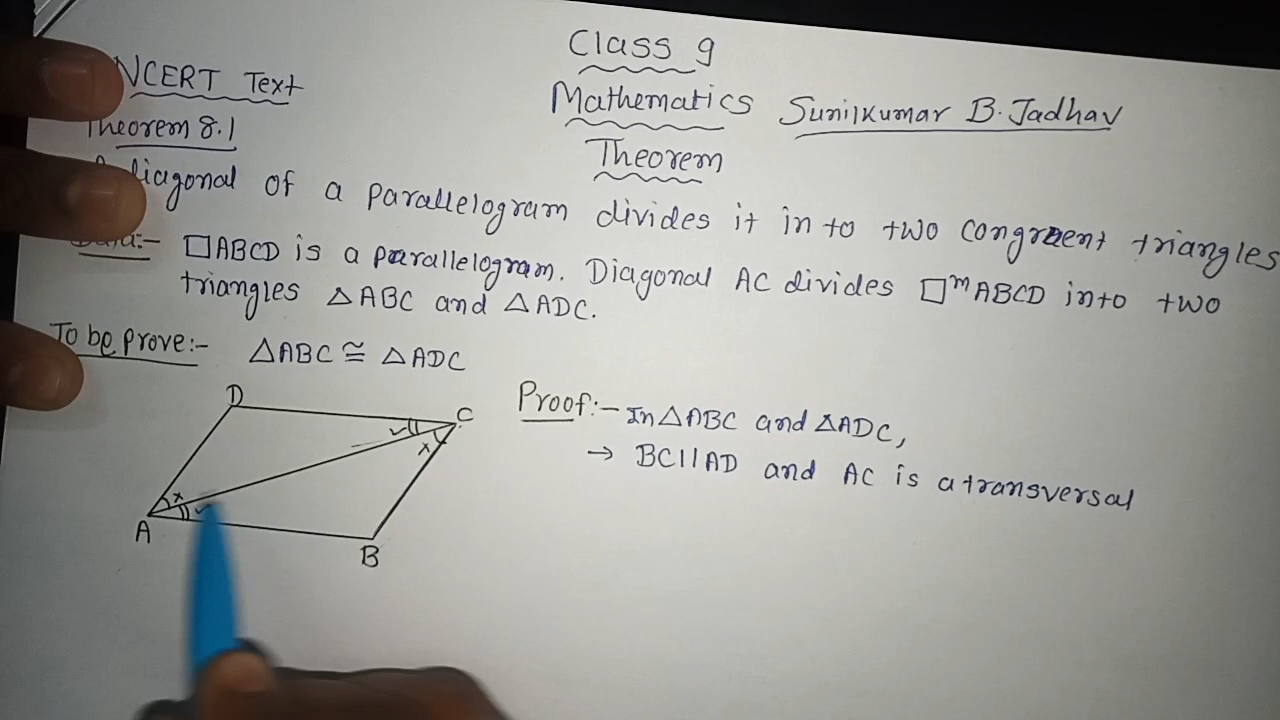 Class 9
NCERT Text
Mathematics Sunilkumar B. Jadhav
Theorem 8.1
Theorem
diagonal of a parallelogram divides it in to two congruent triangles
Data:- □ABCD is a parallelogram. Diagonal AC divides □ᵐABCD into two
triangles △ABC and △ADC.
To be prove:- △ABC ≅ △ADC
D
C
A
B
x
x
Proof:- In △ABC and △ADC,
→ BC||AD and AC is a transversal